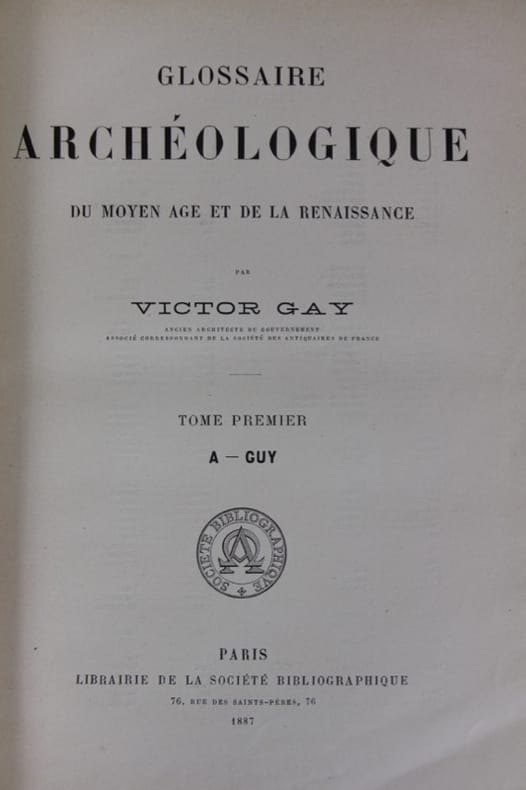 GLOSSAIRE
ARCHÉOLOGIQUE
DU MOYEN AGE ET DE LA RENAISSANCE
PAR
VICTOR GAY
ANCIEN ARCHITECTE DU GOUVERNEMENT
ASSOCIÉ CORRESPONDANT DE LA SOCIÉTÉ DES ANTIQUAIRES DE FRANCE
TOME PREMIER
A — GUY
SOCIÉTÉ BIBLIOGRAPHIQUE
ΑΩ
PARIS
LIBRAIRIE DE LA SOCIÉTÉ BIBLIOGRAPHIQUE
76, RUE DES SAINTS-PÈRES, 76
1887